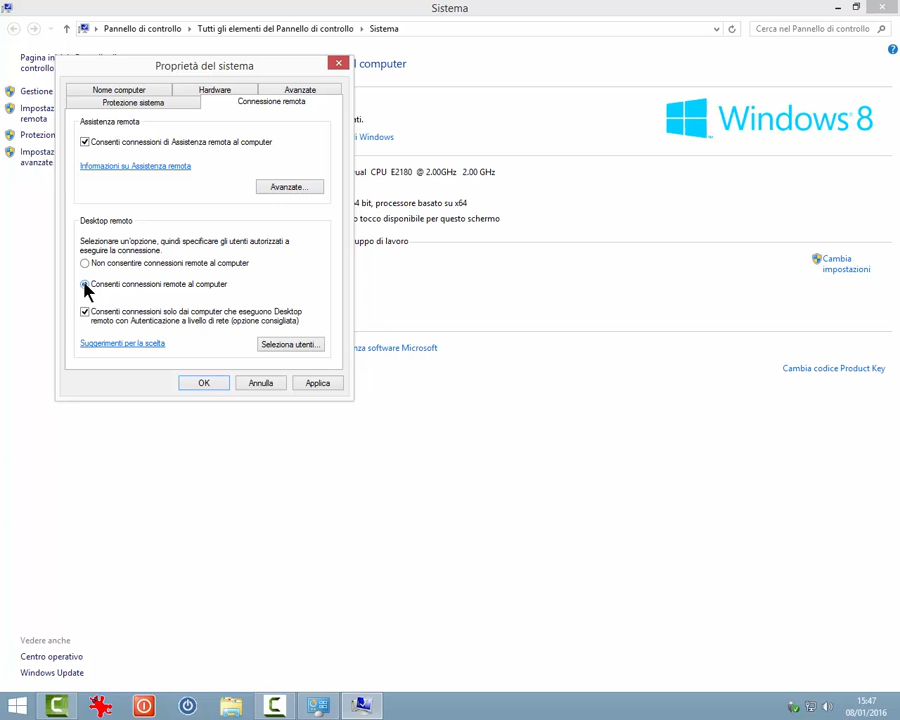 Sistema
Pannello di controllo
Tutti gli elementi del Pannello di controllo
Sistema
Cerca nel Pannello di controllo
Pagina in
controllo
Gestione
Impostaz
remota
Protezion
Impostaz
avanzate
Proprietà del sistema
Nome computer
Hardware
Avanzate
Protezione sistema
Connessione remota
Assistenza remota
Consenti connessioni di Assistenza remota al computer
Informazioni su Assistenza remota
Avanzate...
Desktop remoto
Selezionare un'opzione, quindi specificare gli utenti autorizzati a
eseguire la connessione.
Non consentire connessioni remote al computer
Consenti connessioni remote al computer
Consenti connessioni solo dai computer che eseguono Desktop
remoto con Autenticazione a livello di rete (opzione consigliata)
Suggerimenti per la scelta
Seleziona utenti...
OK
Annulla
Applica
l computer
ti.
i Windows
Windows 8
ual CPU E2180 @ 2.00GHz 2.00 GHz
4 bit, processore basato su x64
o tocco disponibile per questo schermo
uppo di lavoro
Cambia
impostazioni
nza software Microsoft
Cambia codice Product Key
Vedere anche
Centro operativo
Windows Update
15:47
08/01/2016